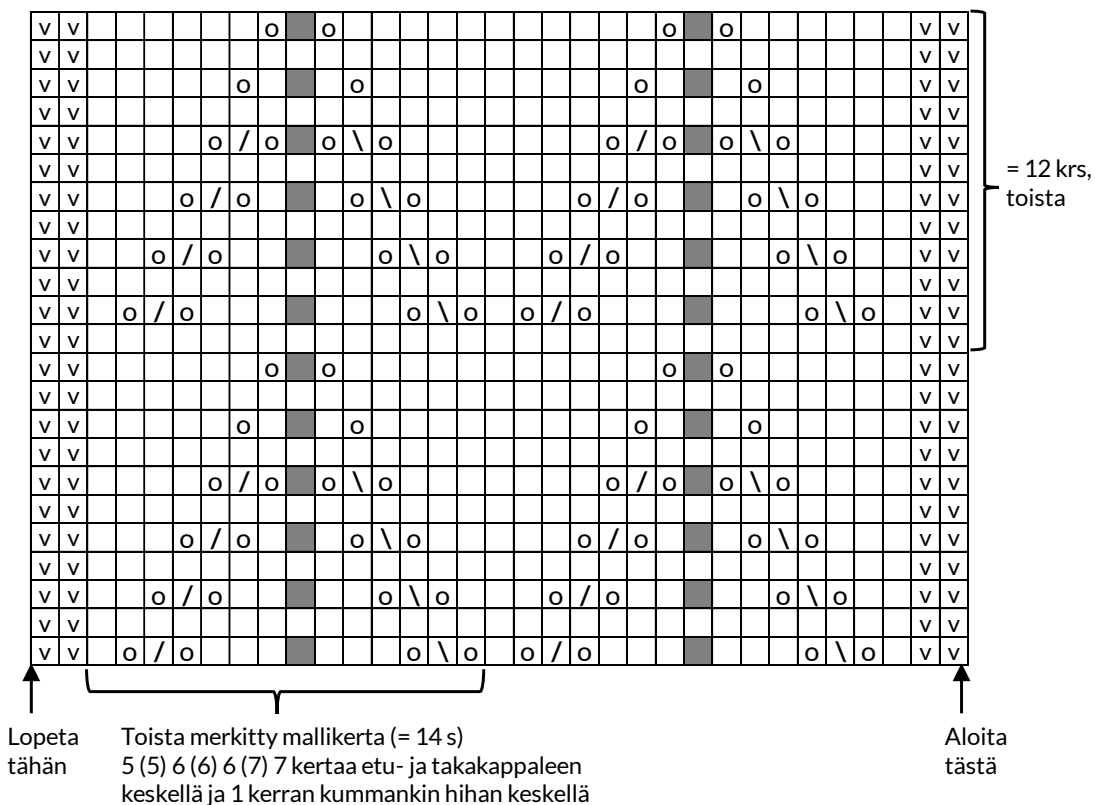 v v o o o o v v
v v v v
v v o o o o v v
v v v v
v v o / o o \ o o / o o \ o v v
v v v v
v v o / o o \ o o / o o \ o v v
v v v v
v v o / o o \ o o / o o \ o v v
v v v v
v v o / o o \ o o / o o \ o v v
v v v v
v v o o o o v v
v v v v
v v o o o o v v
v v v v
v v o / o o \ o o / o o \ o v v
v v v v
v v o / o o \ o o / o o \ o v v
v v v v
v v o / o o \ o o / o o \ o v v
v v v v
v v o / o o \ o o / o o \ o v v
= 12 krs,
toista
Lopeta
tähän
Toista merkitty mallikerta (= 14 s)
5 (5) 6 (6) 6 (7) 7 kertaa etu- ja takakappaleen
keskellä ja 1 kerran kummankin hihan keskellä
Aloita
tästä